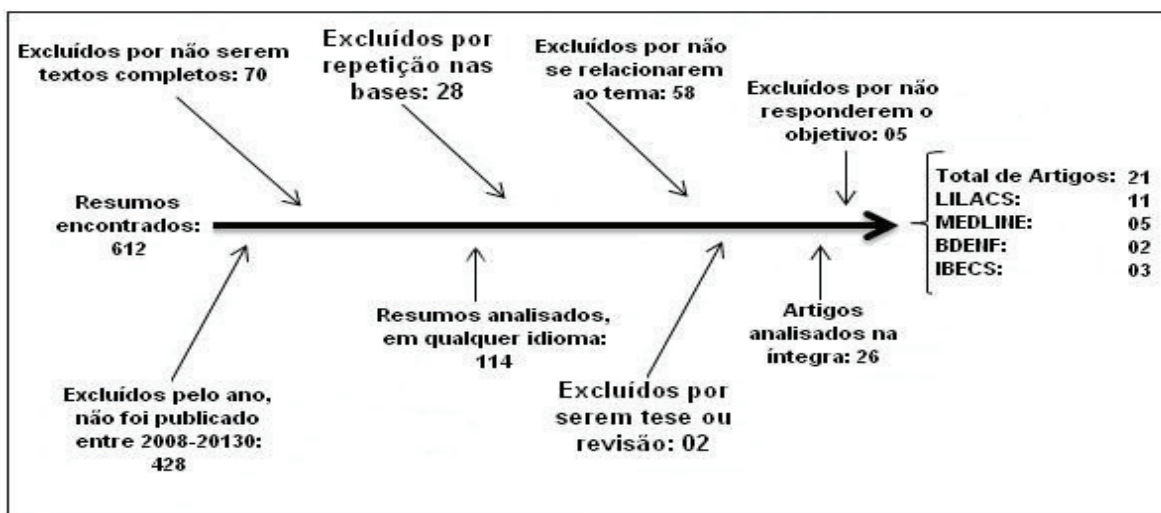 Excluídos por não serem
textos completos: 70
Excluídos por
repetição nas
bases: 28
Excluídos por não
se relacionarem
ao tema: 58
Excluídos por não
responderem o
objetivo: 05
Resumos
encontrados:
612
Total de Artigos: 21
LILACS: 11
MEDLINE: 05
BDENF: 02
IBECS: 03
Excluídos pelo ano,
não foi publicado
entre 2008-20130:
428
Resumos analisados,
em qualquer idioma:
114
Excluídos por
serem tese ou
revisão: 02
Artigos
analisados na
íntegra: 26